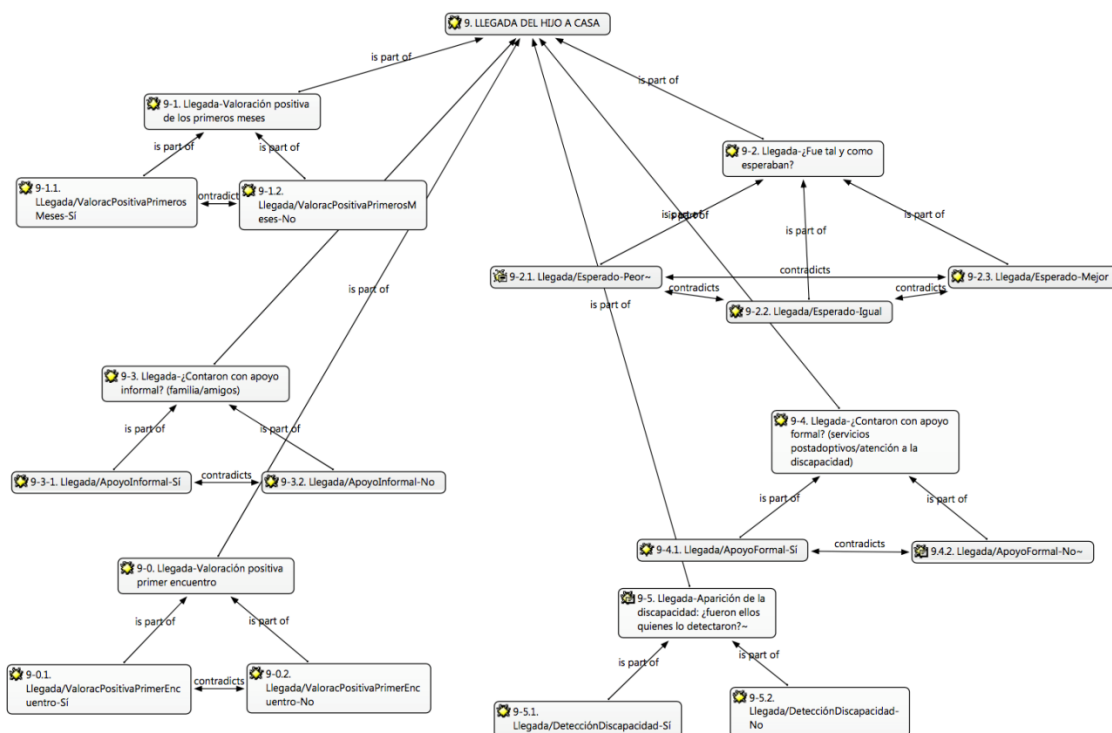 9. LLEGADA DEL HIJO A CASA
is part of
is part of
9-1. Llegada-Valoración positiva
de los primeros meses
is part of
is part of
9-1.1.
LLegada/ValoracPositivaPrimeros
Meses-Sí
contradicts
9-1.2.
Llegada/ValoracPositivaPrimerosM
eses-No
9-2. Llegada-¿Fue tal y como
esperaban?
is part of
is part of
is part of
is part of
9-2.1. Llegada/Esperado-Peor~
contradicts
9-2.3. Llegada/Esperado-Mejor
contradicts
contradicts
9-2.2. Llegada/Esperado-Igual
is part of
is part of
9-3. Llegada-¿Contaron con apoyo
informal? (familia/amigos)
is part of
is part of
9-3-1. Llegada/ApoyoInformal-Sí
contradicts
9-3.2. Llegada/ApoyoInformal-No
9-4. Llegada-¿Contaron con apoyo
formal? (servicios
postadoptivos/atención a la
discapacidad)
is part of
is part of
9-4.1. Llegada/ApoyoFormal-Sí
contradicts
9.4.2. Llegada/ApoyoFormal-No~
9-0. Llegada-Valoración positiva
primer encuentro
is part of
is part of
9-0.1.
Llegada/ValoracPositivaPrimerEnc
uentro-Sí
contradicts
9-0.2.
Llegada/ValoracPositivaPrimerEnc
uentro-No
9-5. Llegada-Aparición de la
discapacidad: ¿fueron ellos
quienes lo detectaron?~
is part of
is part of
9-5.1.
Llegada/DetecciónDiscapacidad-Sí
9-5.2.
Llegada/DetecciónDiscapacidad-
No